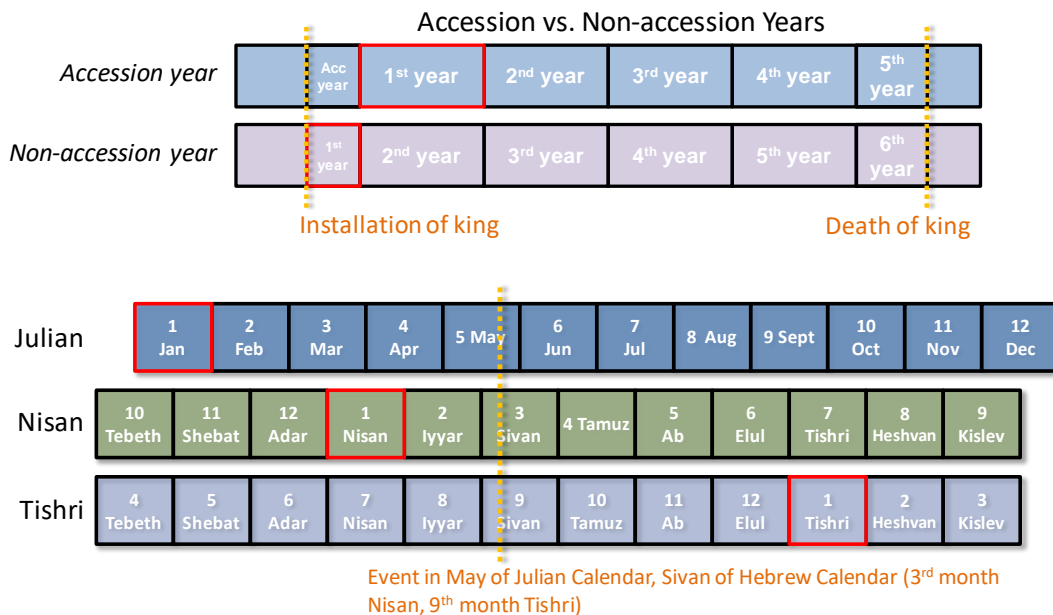 Accession vs. Non-accession Years
Accession year
Acc year
1st year
2nd year
3rd year
4th year
5th year
Non-accession year
1st year
2nd year
3rd year
4th year
5th year
6th year
Installation of king
Death of king
Julian
1 Jan
2 Feb
3 Mar
4 Apr
5 May
6 Jun
7 Jul
8 Aug
9 Sept
10 Oct
11 Nov
12 Dec
Nisan
10 Tebeth
11 Shebat
12 Adar
1 Nisan
2 Iyyar
3 Sivan
4 Tamuz
5 Ab
6 Elul
7 Tishri
8 Heshvan
9 Kislev
Tishri
4 Tebeth
5 Shebat
6 Adar
7 Nisan
8 Iyyar
9 Sivan
10 Tamuz
11 Ab
12 Elul
1 Tishri
2 Heshvan
3 Kislev
Event in May of Julian Calendar, Sivan of Hebrew Calendar (3rd month
Nisan, 9th month Tishri)